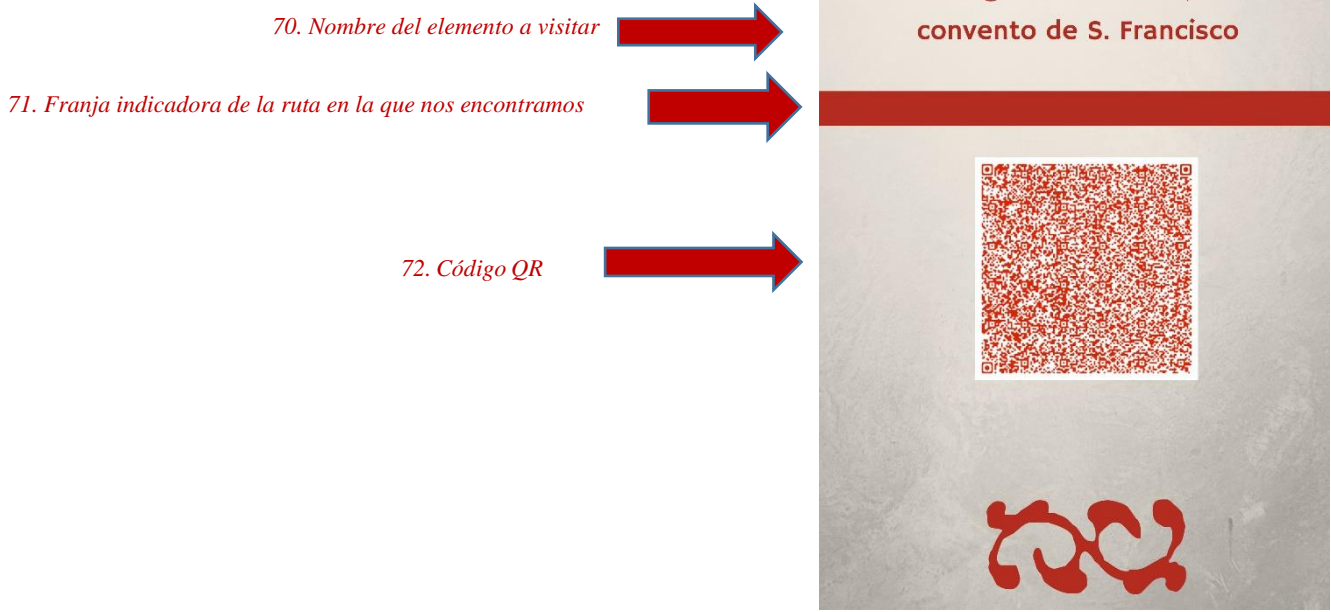 70. Nombre del elemento a visitar
convento de S. Francisco
71. Franja indicadora de la ruta en la que nos encontramos
72. Código QR